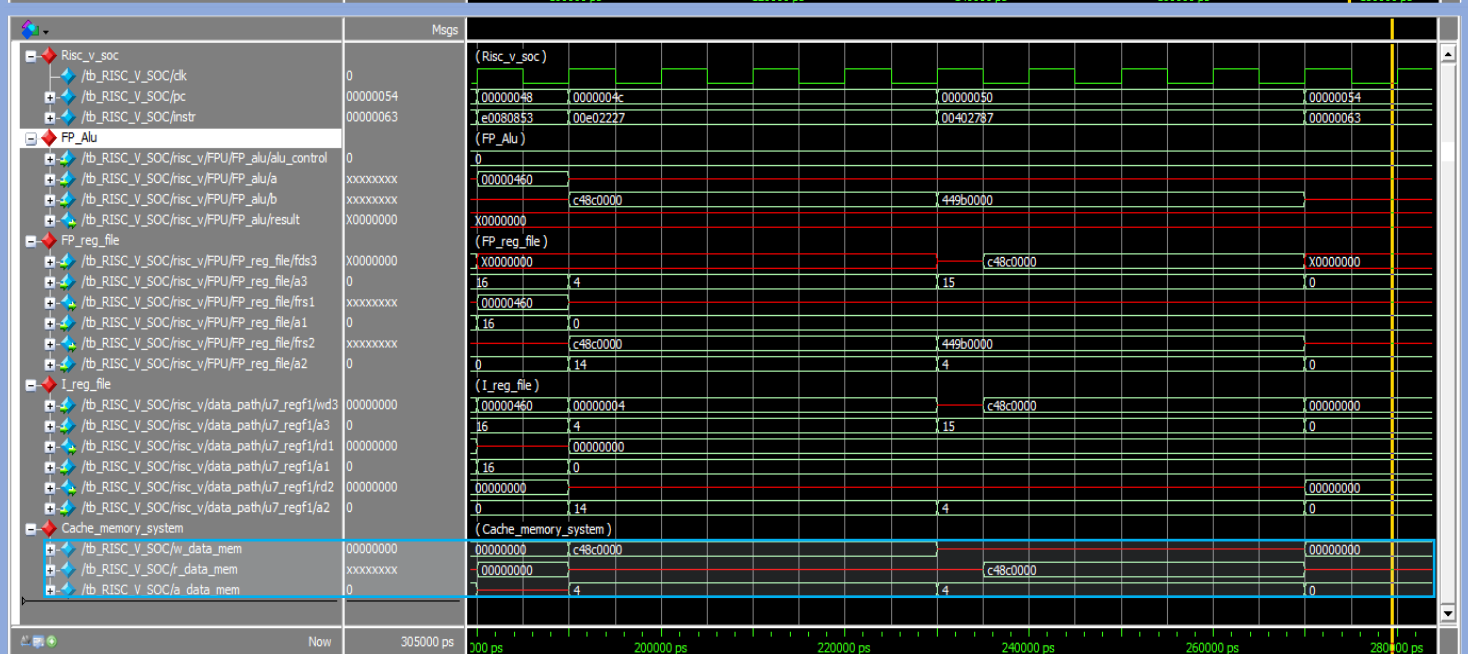 Msgs
Risc_v_soc (Risc_v_soc)
/tb_RISC_V_SOC/clk 0
/tb_RISC_V_SOC/pc 00000054 00000048 0000004c 00000050 00000054
/tb_RISC_V_SOC/instr 00000063 e0080853 00e02227 00402787 00000063
FP_Alu (FP_Alu)
/tb_RISC_V_SOC/risc_v/FPU/FP_alu/alu_control 0 0
/tb_RISC_V_SOC/risc_v/FPU/FP_alu/a xxxxxxxx 00000460
/tb_RISC_V_SOC/risc_v/FPU/FP_alu/b xxxxxxxx c48c0000 449b0000
/tb_RISC_V_SOC/risc_v/FPU/FP_alu/result X0000000 X0000000
FP_reg_file (FP_reg_file)
/tb_RISC_V_SOC/risc_v/FPU/FP_reg_file/fds3 X0000000 X0000000 c48c0000 X0000000
/tb_RISC_V_SOC/risc_v/FPU/FP_reg_file/a3 0 16 4 15 0
/tb_RISC_V_SOC/risc_v/FPU/FP_reg_file/frs1 xxxxxxxx 00000460
/tb_RISC_V_SOC/risc_v/FPU/FP_reg_file/a1 0 16 0
/tb_RISC_V_SOC/risc_v/FPU/FP_reg_file/frs2 xxxxxxxx c48c0000 449b0000
/tb_RISC_V_SOC/risc_v/FPU/FP_reg_file/a2 0 0 14 4 0
I_reg_file (I_reg_file)
/tb_RISC_V_SOC/risc_v/data_path/u7_regf1/wd3 00000000 00000460 00000004 c48c0000 00000000
/tb_RISC_V_SOC/risc_v/data_path/u7_regf1/a3 0 16 4 15 0
/tb_RISC_V_SOC/risc_v/data_path/u7_regf1/rd1 00000000 00000000
/tb_RISC_V_SOC/risc_v/data_path/u7_regf1/a1 0 16 0
/tb_RISC_V_SOC/risc_v/data_path/u7_regf1/rd2 00000000 00000000 00000000
/tb_RISC_V_SOC/risc_v/data_path/u7_regf1/a2 0 0 14 4 0
Cache_memory_system (Cache_memory_system)
/tb_RISC_V_SOC/w_data_mem 00000000 00000000 c48c0000 00000000
/tb_RISC_V_SOC/r_data_mem xxxxxxxx 00000000 c48c0000
/tb_RISC_V_SOC/a_data_mem 0 4 4 0
Now 305000 ps 000 ps 200000 ps 220000 ps 240000 ps 260000 ps 280000 ps